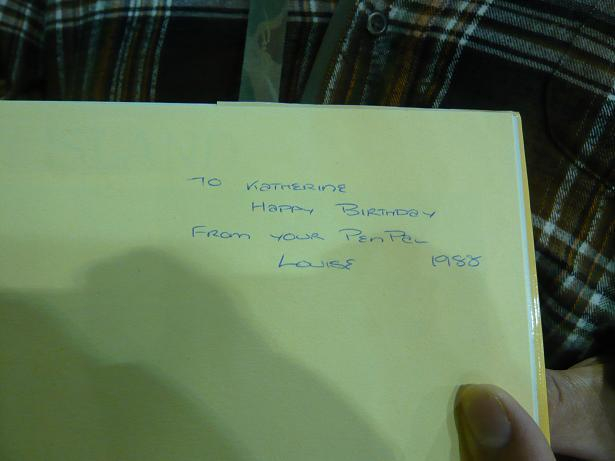 To Katherine
Happy Birthday
From your PenPal
Louise 1988